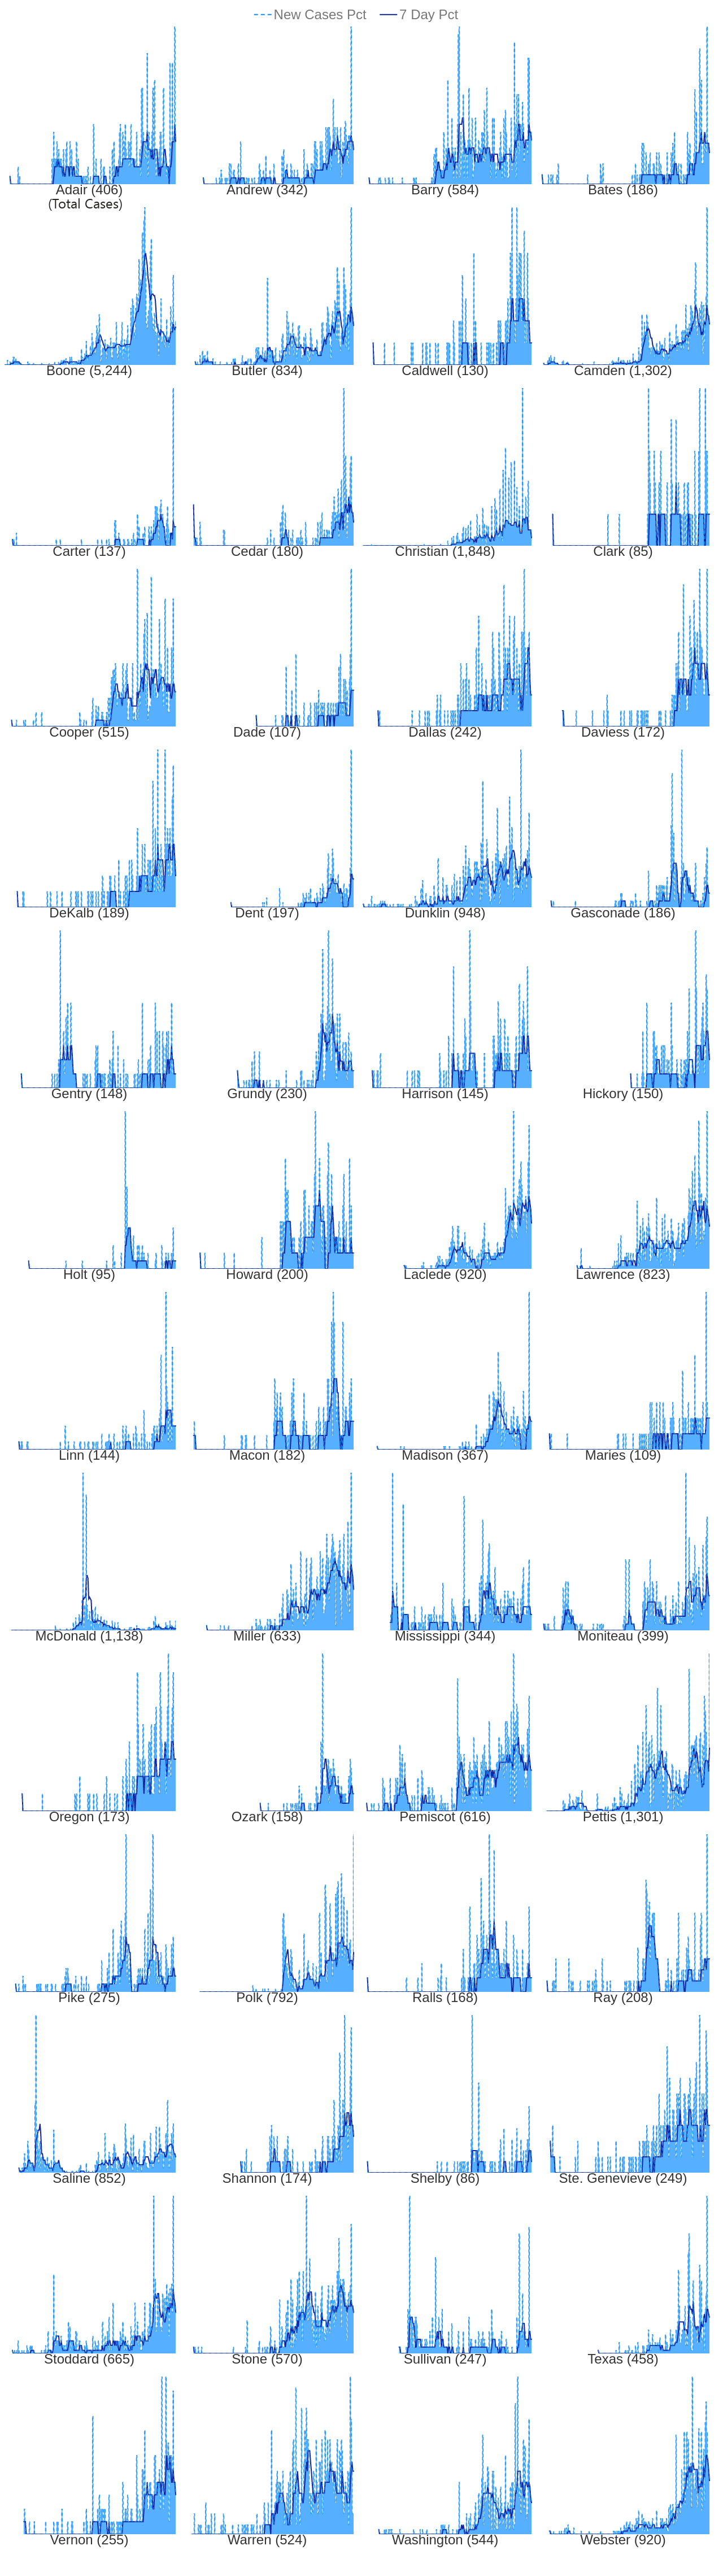 New Cases Pct 7 Day Pct
Adair (406) Andrew (342) Barry (584) Bates (186)
(Total Cases)
Boone (5,244) Butler (834) Caldwell (130) Camden (1,302)
Carter (137) Cedar (180) Christian (1,848) Clark (85)
Cooper (515) Dade (107) Dallas (242) Daviess (172)
DeKalb (189) Dent (197) Dunklin (948) Gasconade (186)
Gentry (148) Grundy (230) Harrison (145) Hickory (150)
Holt (95) Howard (200) Laclede (920) Lawrence (823)
Linn (144) Macon (182) Madison (367) Maries (109)
McDonald (1,138) Miller (633) Mississippi (344) Moniteau (399)
Oregon (173) Ozark (158) Pemiscot (616) Pettis (1,301)
Pike (275) Polk (792) Ralls (168) Ray (208)
Saline (852) Shannon (174) Shelby (86) Ste. Genevieve (249)
Stoddard (665) Stone (570) Sullivan (247) Texas (458)
Vernon (255) Warren (524) Washington (544) Webster (920)